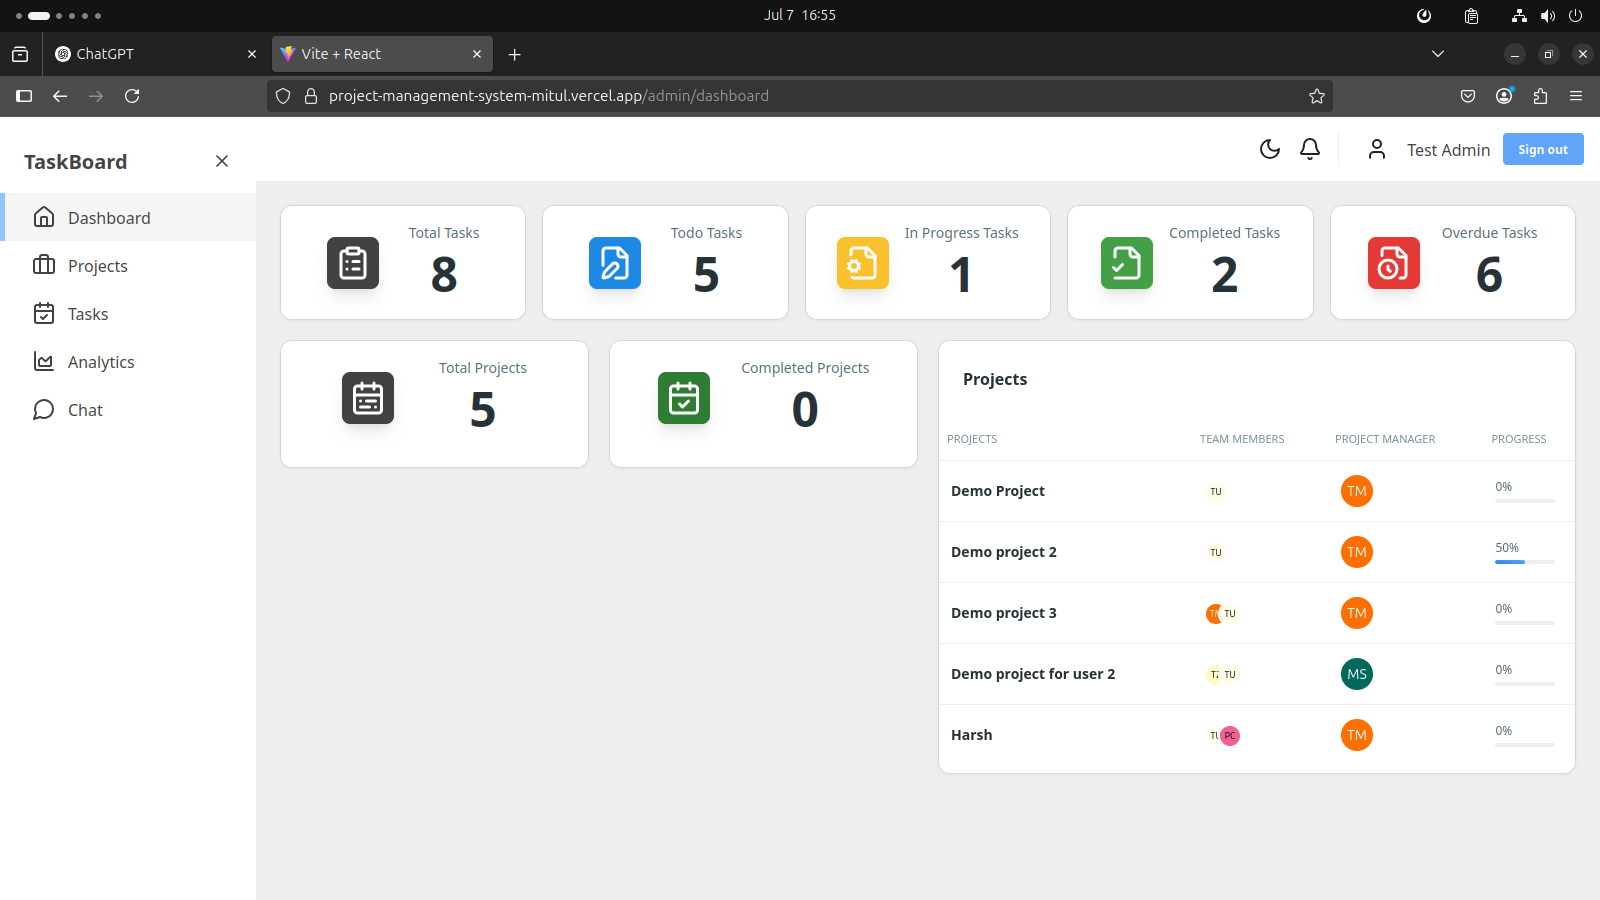 Jul 7 16:55
ChatGPT
Vite + React
project-management-system-mitul.vercel.app/admin/dashboard
TaskBoard
Test Admin
Sign out
Dashboard
Projects
Tasks
Analytics
Chat
Total Tasks
8
Todo Tasks
5
In Progress Tasks
1
Completed Tasks
2
Overdue Tasks
6
Total Projects
5
Completed Projects
0
Projects
PROJECTS TEAM MEMBERS PROJECT MANAGER PROGRESS
Demo Project TU TM 0%
Demo project 2 TU TM 50%
Demo project 3 TU TM 0%
Demo project for user 2 TU MS 0%
Harsh PC TM 0%